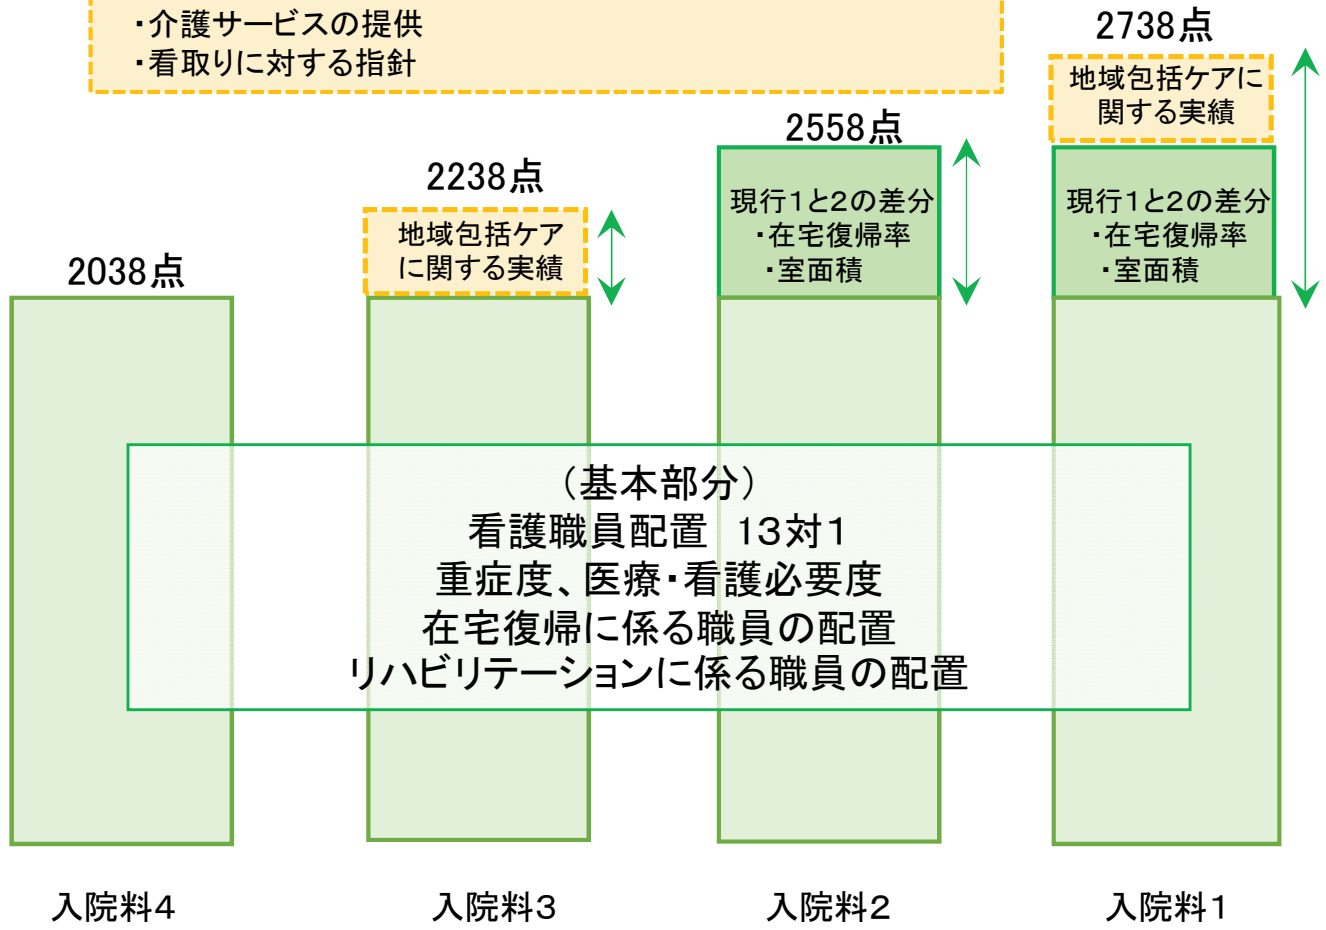 ・介護サービスの提供
・看取りに対する指針
2738点
地域包括ケアに
関する実績
2558点
現行1と2の差分
・在宅復帰率
・室面積
現行1と2の差分
・在宅復帰率
・室面積
2238点
地域包括ケア
に関する実績
2038点
（基本部分）
看護職員配置　13対1
重症度、医療・看護必要度
在宅復帰に係る職員の配置
リハビリテーションに係る職員の配置
入院料4
入院料3
入院料2
入院料1